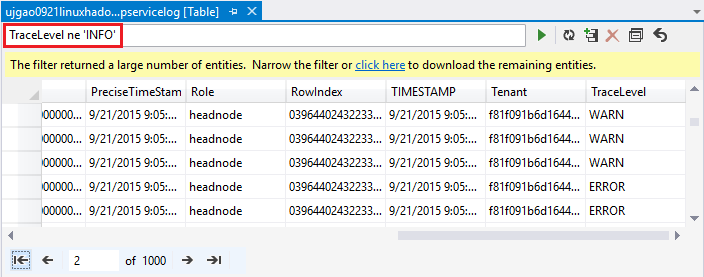 ujgao0921linuxhado...pservicelog [Table]
TraceLevel ne 'INFO'
The filter returned a large number of entities. Narrow the filter or click here to download the remaining entities.
PreciseTimeStam Role RowIndex TIMESTAMP Tenant TraceLevel
000000... 9/21/2015 9:05:... headnode 03964402432233... 9/21/2015 9:05:... f81f091b6d1644... WARN
000000... 9/21/2015 9:05:... headnode 03964402432233... 9/21/2015 9:05:... f81f091b6d1644... WARN
000000... 9/21/2015 9:05:... headnode 03964402432233... 9/21/2015 9:05:... f81f091b6d1644... WARN
000000... 9/21/2015 9:05:... headnode 03964402432233... 9/21/2015 9:05:... f81f091b6d1644... ERROR
000000... 9/21/2015 9:05:... headnode 03964402432233... 9/21/2015 9:05:... f81f091b6d1644... ERROR
2 of 1000